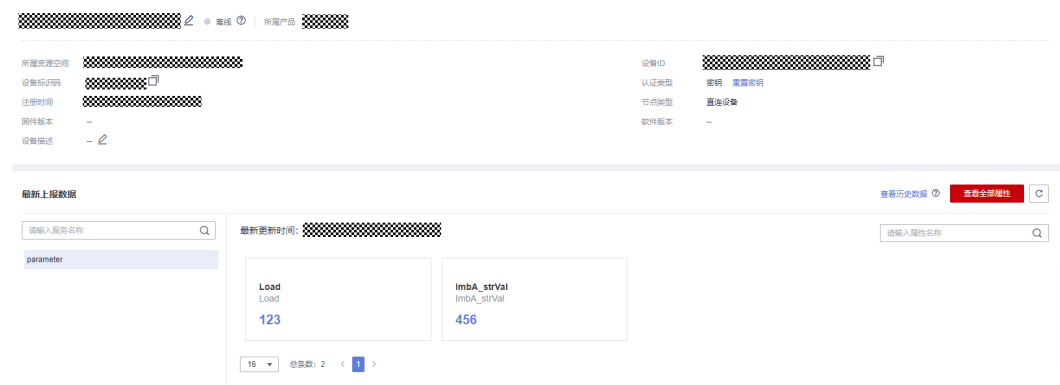 离线 所属产品
所属资源空间
设备ID
设备标识码
认证类型 密钥 重置密钥
注册时间
节点类型 直连设备
固件版本 --
软件版本 --
设备描述 --
最新上报数据
查看历史数据 查看全部属性
请输入服务名称
最新更新时间:
请输入属性名称
parameter
Load
Load
123
ImbA_strVal
ImbA_strVal
456
16 总条数: 2 < 1 >